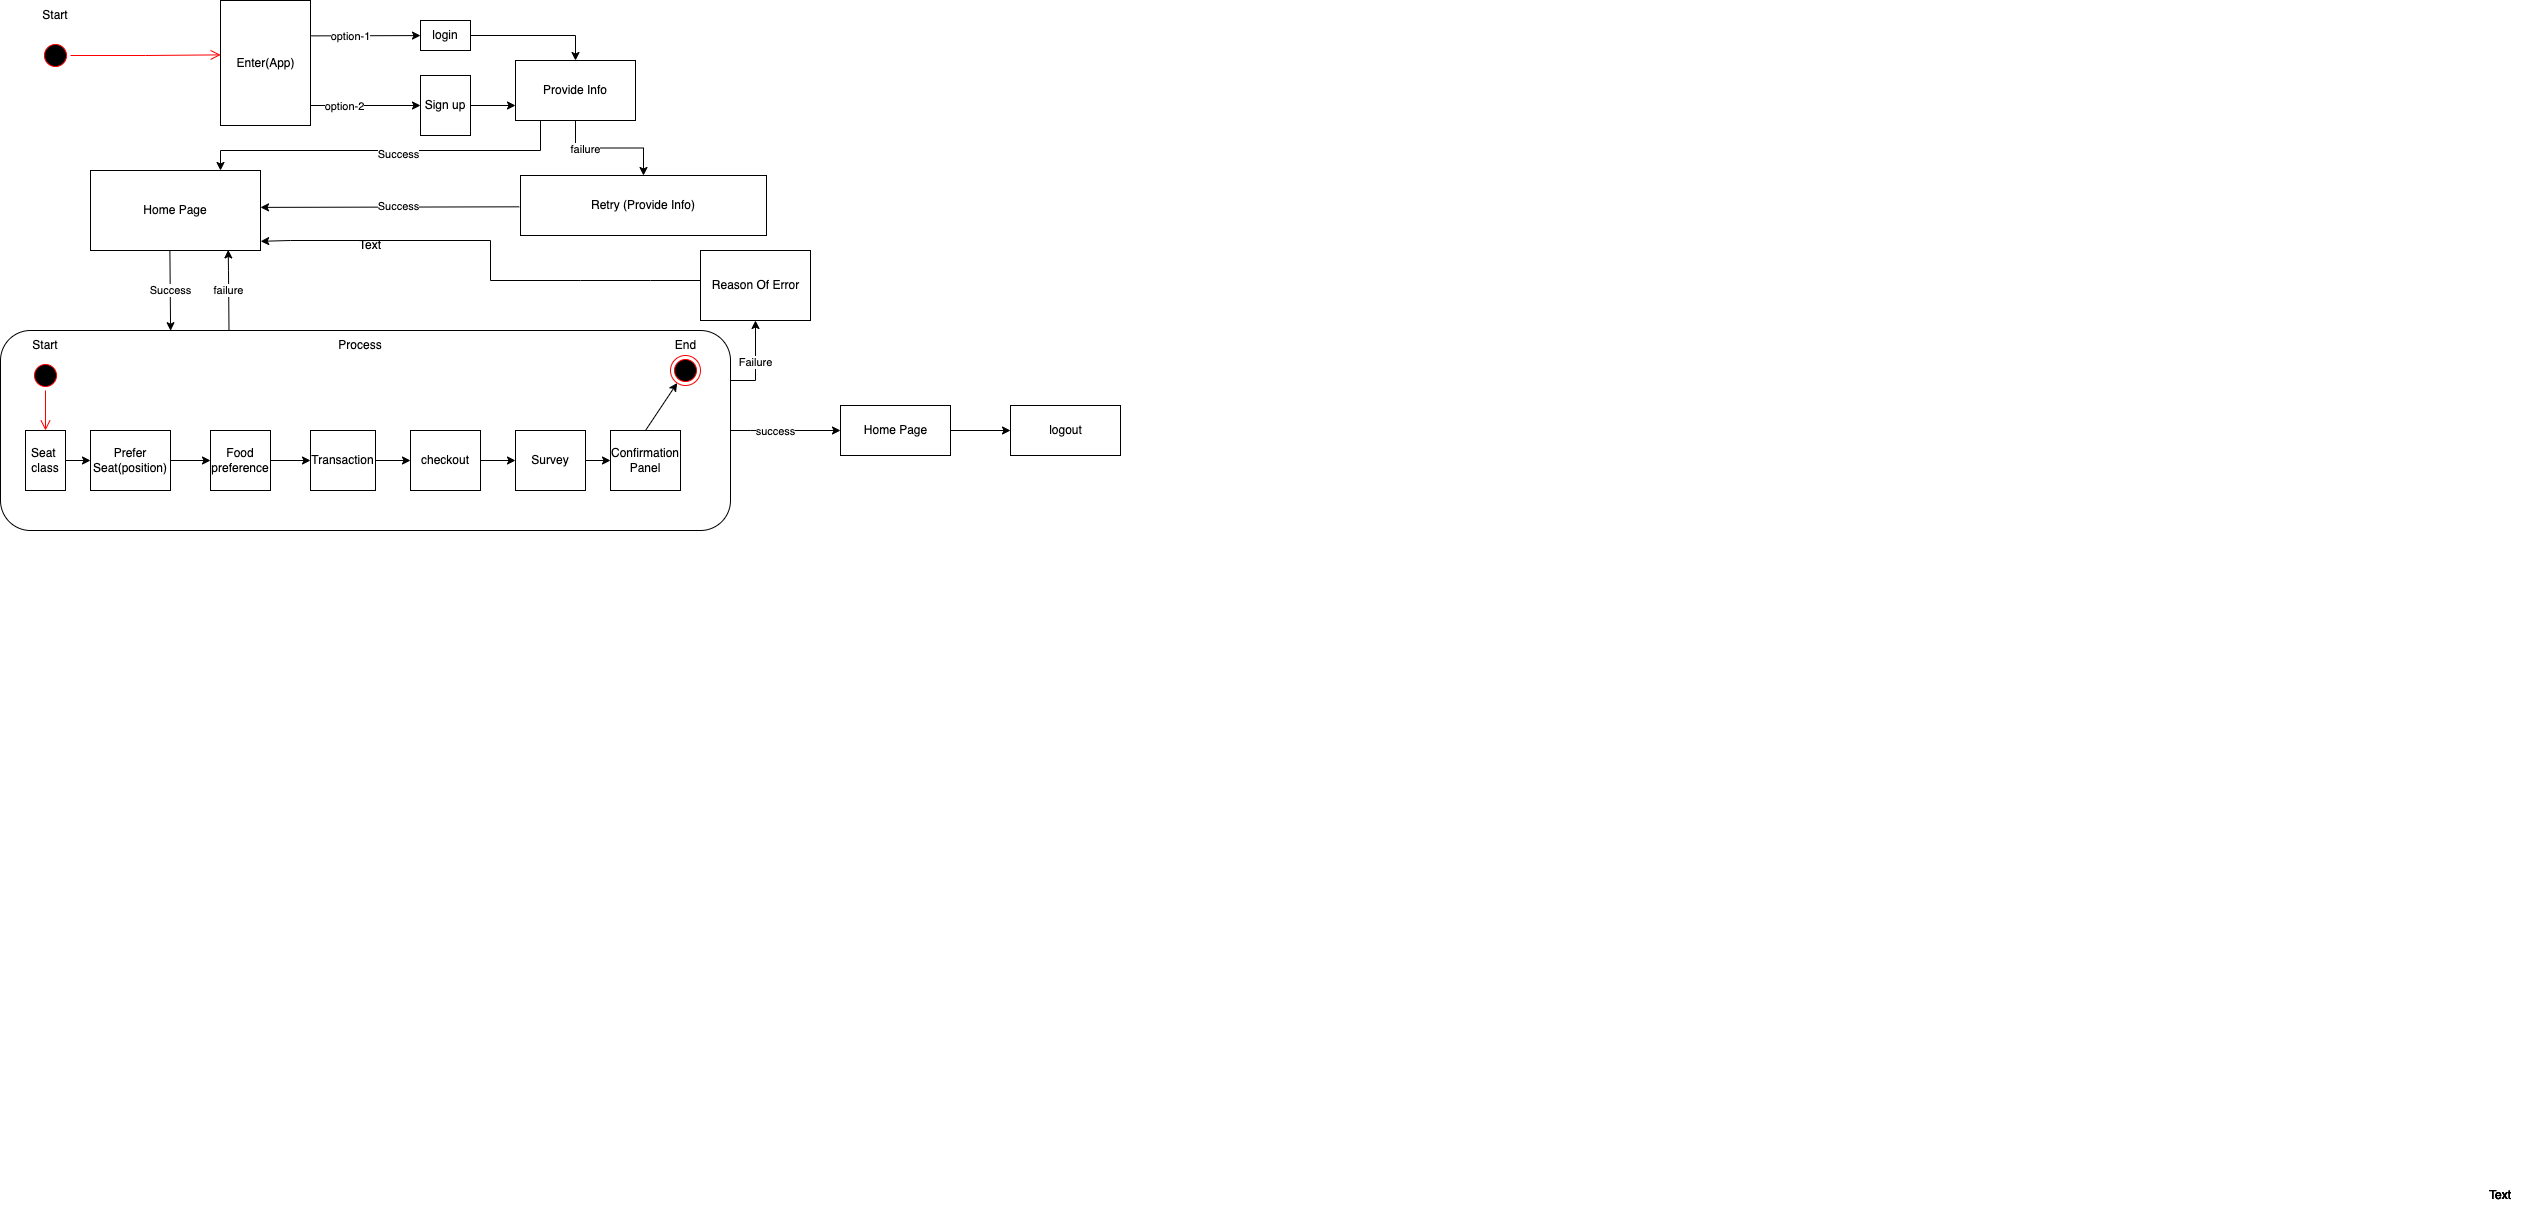 Start
Enter(App)
option-1
login
option-2
Sign up
Provide Info
Success
failure
Home Page
Success
Retry (Provide Info)
Text
Reason Of Error
Success
failure
Failure
Start
Process
End
Seat
class
Prefer
Seat(position)
Food
preference
Transaction
checkout
Survey
Confirmation
Panel
success
Home Page
logout
Text